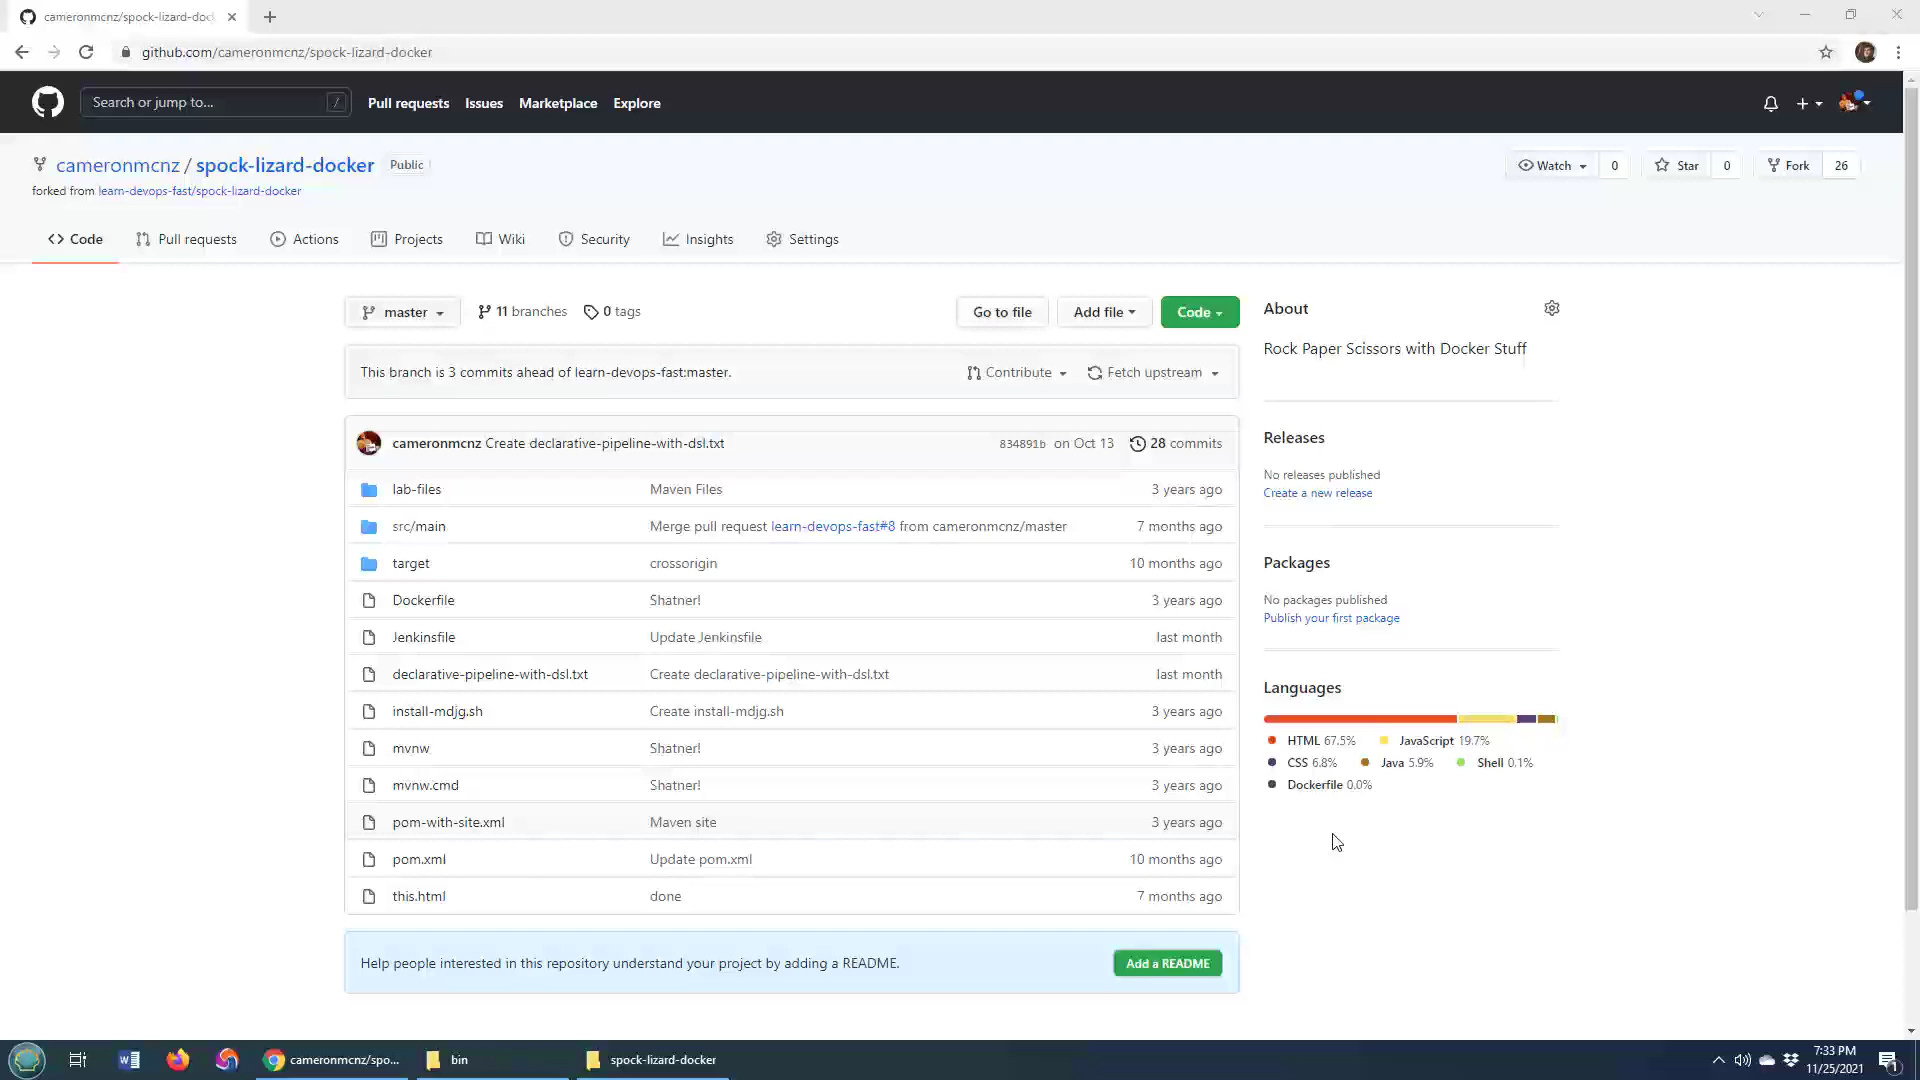 cameronmcnz/spock-lizard-doc
github.com/cameronmcnz/spock-lizard-docker
Search or jump to... /
Pull requests Issues Marketplace Explore
cameronmcnz / spock-lizard-docker Public
forked from learn-devops-fast/spock-lizard-docker
Watch 0 Star 0 Fork 26
Code Pull requests Actions Projects Wiki Security Insights Settings
master 11 branches 0 tags Go to file Add file Code
This branch is 3 commits ahead of learn-devops-fast:master. Contribute Fetch upstream
cameronmcnz Create declarative-pipeline-with-dsl.txt 834891b on Oct 13 28 commits
lab-files Maven Files 3 years ago
src/main Merge pull request learn-devops-fast#8 from cameronmcnz/master 7 months ago
target crossorigin 10 months ago
Dockerfile Shatner! 3 years ago
Jenkinsfile Update Jenkinsfile last month
declarative-pipeline-with-dsl.txt Create declarative-pipeline-with-dsl.txt last month
install-mdjg.sh Create install-mdjg.sh 3 years ago
mvnw Shatner! 3 years ago
mvnw.cmd Shatner! 3 years ago
pom-with-site.xml Maven site 3 years ago
pom.xml Update pom.xml 10 months ago
this.html done 7 months ago
Help people interested in this repository understand your project by adding a README. Add a README
About
Rock Paper Scissors with Docker Stuff
Releases
No releases published
Create a new release
Packages
No packages published
Publish your first package
Languages
HTML 67.5% JavaScript 19.7%
CSS 6.8% Java 5.9% Shell 0.1%
Dockerfile 0.0%
cameronmcnz/spo... bin spock-lizard-docker
7:33 PM
11/25/2021
1